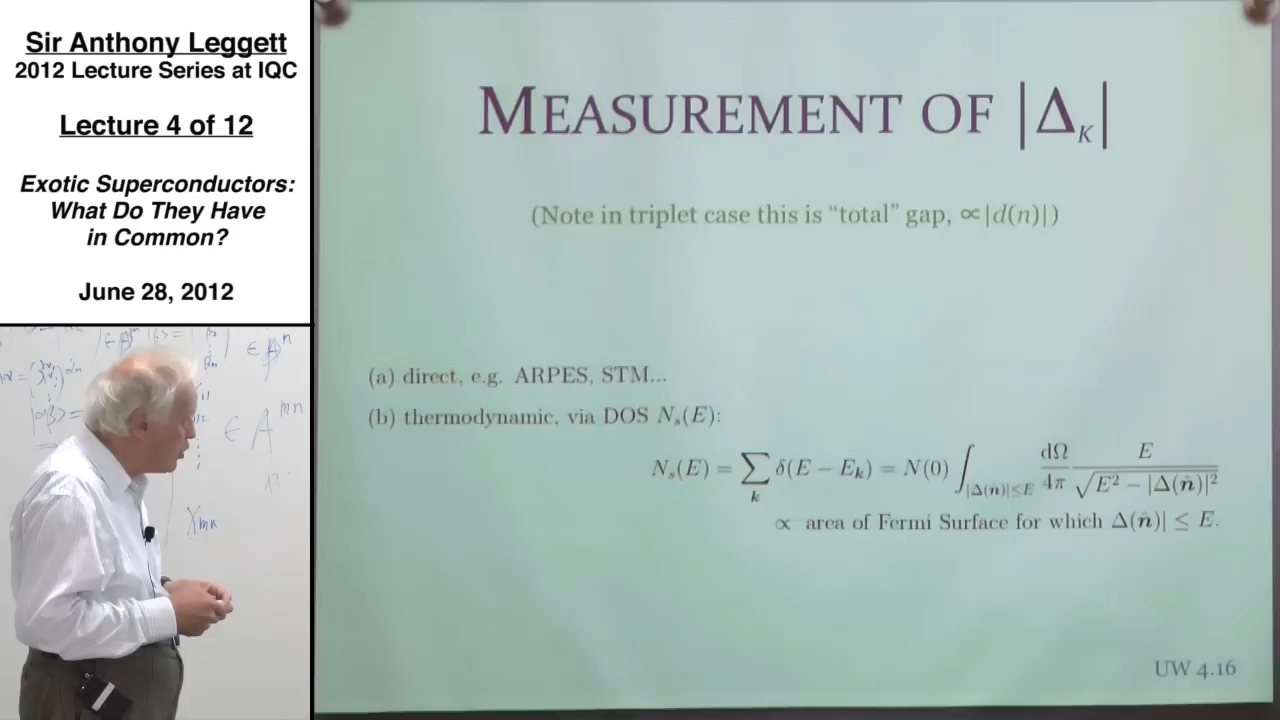 Sir Anthony Leggett
2012 Lecture Series at IQC
Lecture 4 of 12
Exotic Superconductors:
What Do They Have
in Common?
June 28, 2012
MEASUREMENT OF |Δ_K|
(Note in triplet case this is “total” gap, ∝|d(n)|)
(a) direct, e.g. ARPES, STM...
(b) thermodynamic, via DOS N_s(E):
N_s(E) = ∑_k δ(E − E_k) = N(0) ∫_{|Δ(n̂)|≤E} dΩ/4π E/√(E² − |Δ(n̂)|²)
∝ area of Fermi Surface for which Δ(n̂)| ≤ E.
UW 4.16
∈ A^{mn}